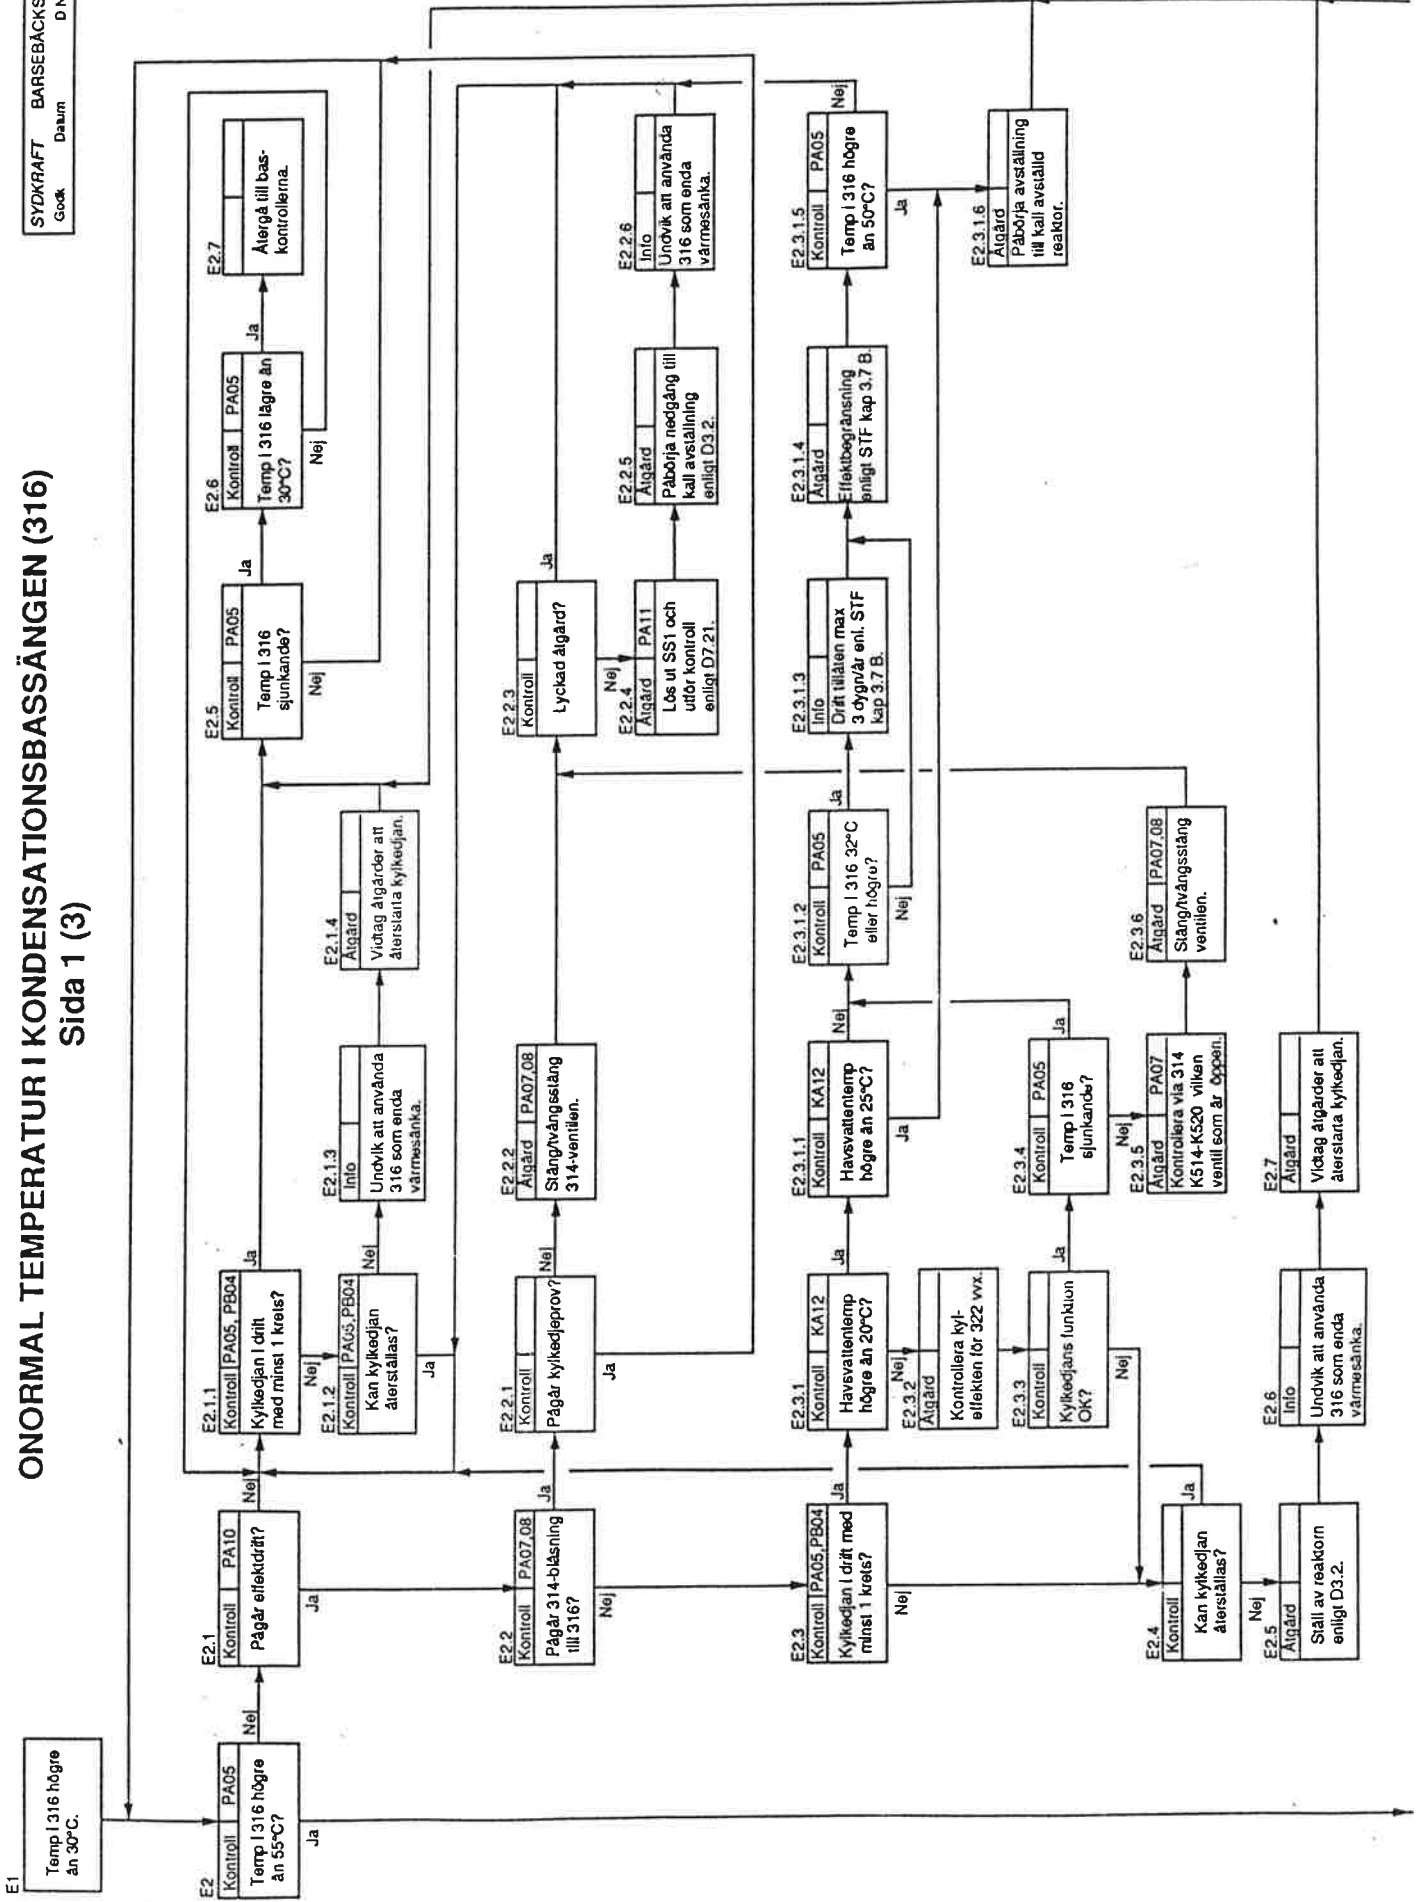 ONORMAL TEMPERATUR I KONDENSATIONSBASSÄNGEN (316)
Sida 1 (3)
SYDKRAFT BARSEBÄCKS
Godk Datum
E1
Temp i 316 högre
än 30°C.
E2
Kontroll PA05
Temp i 316 högre
än 55°C?
Nej
Ja
E2.1
Kontroll PA10
Pågår effektdrift?
Nej
Ja
E2.1.1
Kontroll PA05, PB04
Kylkedjan i drift
med minst 1 krets?
Ja
Nej
E2.1.2
Kontroll PA05,PB04
Kan kylkedjan
återställas?
Nej
Ja
E2.1.3
Info
Undvik att använda
316 som enda
värmesänka.
E2.1.4
Åtgård
Vidtag åtgärder att
återstarta kylkedjan.
E2.5
Kontroll PA05
Temp i 316
sjunkande?
Ja
Nej
E2.6
Kontroll PA05
Temp i 316 lägre än
30°C?
Ja
Nej
E2.7
Återgå till bas-
kontrollerna.
E2.2
Kontroll PA07,08
Pågår 314-blåsning
till 316?
Ja
Nej
E2.2.1
Kontroll
Pågår kylkedjeprov?
Nej
Ja
E2.2.2
Åtgärd PA07,08
Stäng/tvångsstäng
314-ventilen.
E2.2.3
Kontroll
Lyckad åtgärd?
Ja
Nej
E2.2.4
Åtgärd PA11
Lös ut SS1 och
utför kontroll
enligt D7.21.
E2.2.5
Åtgärd
Påbörja nedgång till
kall avställning
enligt D3.2.
E2.2.6
Info
Undvik att använda
316 som enda
värmesänka.
E2.3
Kontroll PA05,PB04
Kylkedjan i drift med
minst 1 krets?
Ja
Nej
E2.3.1
Kontroll KA12
Havsvattentemp
högre än 20°C?
Ja
Nej
E2.3.2
Åtgärd
Kontrollera kyl-
effekten för 322 vvx.
E2.3.3
Kontroll
Kylkedjans funktion
OK?
Ja
Nej
E2.3.1.1
Kontroll KA12
Havsvattentemp
högre än 25°C?
Nej
Ja
E2.3.4
Kontroll PA05
Temp i 316
sjunkande?
Ja
Nej
E2.3.5
Åtgärd PA07
Kontrollera via 314
K514-K520 vilken
ventil som är öppen.
E2.3.6
Åtgärd PA07,08
Stäng/tvångsstäng
ventilen.
E2.3.1.2
Kontroll PA05
Temp i 316 32°C
eller högre?
Ja
Nej
E2.3.1.3
Info
Drift tillåten max
3 dygn/år enl. STF
kap 3.7 B.
E2.3.1.4
Åtgärd
Effektbegränsning
enligt STF kap 3.7 B.
E2.3.1.5
Kontroll PA05
Temp i 316 högre
än 50°C?
Nej
Ja
E2.3.1.6
Åtgärd
Påbörja avställning
till kall avställd
reaktor.
E2.4
Kontroll
Kan kylkedjan
återställas?
Ja
Nej
E2.5
Åtgärd
Ställ av reaktorn
enligt D3.2.
E2.6
Info
Undvik att använda
316 som enda
värmesänka.
E2.7
Åtgärd
Vidtag åtgärder att
återstarta kylkedjan.